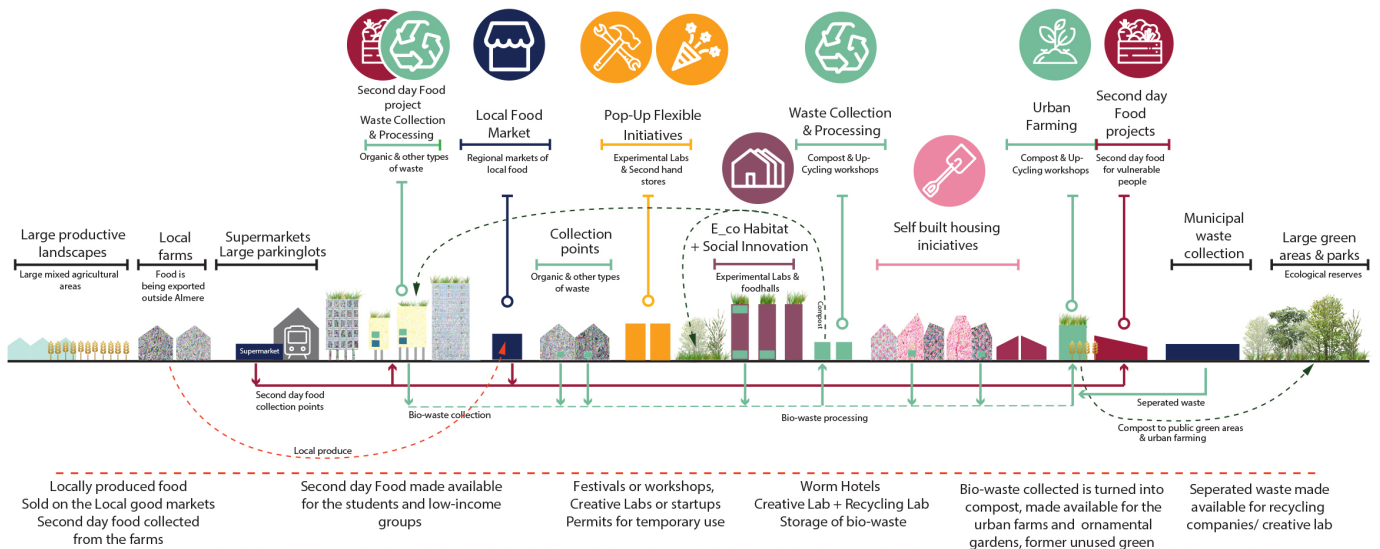 Second day Food
project
Waste Collection
& Processing
Organic & other types
of waste
Local Food
Market
Regional markets of
local food
Pop-Up Flexible
Initiatives
Experimental Labs
& Second hand
stores
Waste Collection
& Processing
Compost & Up-
Cycling workshops
Urban
Farming
Compost & Up-
Cycling workshops
Second day
Food
projects
Second day food
for vulnerable
people
Large productive
landscapes
Large mixed agricultural
areas
Local
farms
Food is
being exported
outside Almere
Supermarkets
Large parkinglots
Collection
points
Organic & other types
of waste
E_co Habitat
+ Social Innovation
Experimental Labs &
foodhalls
Self built housing
iniciatives
Municipal
waste
collection
Large green
areas & parks
Ecological reserves
Supermarket
Compost
Second day food
collection points
Bio-waste collection
Bio-waste processing
Seperated waste
Local produce
Compost to public green areas
& urban farming
Locally produced food
Sold on the Local good markets
Second day food collected
from the farms
Second day Food made available
for the students and low-income
groups
Festivals or workshops,
Creative Labs or startups
Permits for temporary use
Worm Hotels
Creative Lab + Recycling Lab
Storage of bio-waste
Bio-waste collected is turned into
compost, made available for the
urban farms and ornamental
gardens, former unused green
Seperated waste made
available for recycling
companies/ creative lab